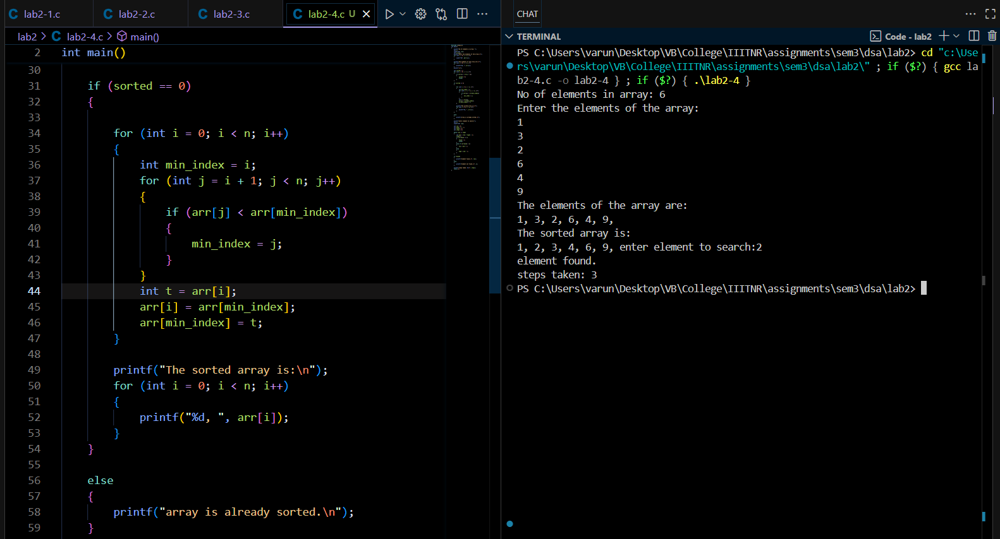 lab2-1.c
lab2-2.c
lab2-3.c
lab2-4.c U
lab2 > lab2-4.c > main()
2 int main()
30
31 if (sorted == 0)
32 {
33
34 for (int i = 0; i < n; i++)
35 {
36 int min_index = i;
37 for (int j = i + 1; j < n; j++)
38 {
39 if (arr[j] < arr[min_index])
40 {
41 min_index = j;
42 }
43 }
44 int t = arr[i];
45 arr[i] = arr[min_index];
46 arr[min_index] = t;
47 }
48
49 printf("The sorted array is:\n");
50 for (int i = 0; i < n; i++)
51 {
52 printf("%d, ", arr[i]);
53 }
54 }
55
56 else
57 {
58 printf("array is already sorted.\n");
59 }
CHAT
TERMINAL
Code - lab2
PS C:\Users\varun\Desktop\VB\College\IIITNR\assignments\sem3\dsa\lab2> cd "c:\Use
rs\varun\Desktop\VB\College\IIITNR\assignments\sem3\dsa\lab2\" ; if ($?) { gcc la
b2-4.c -o lab2-4 } ; if ($?) { .\lab2-4 }
No of elements in array: 6
Enter the elements of the array:
1
3
2
6
4
9
The elements of the array are:
1, 3, 2, 6, 4, 9,
The sorted array is:
1, 2, 3, 4, 6, 9, enter element to search:2
element found.
steps taken: 3
PS C:\Users\varun\Desktop\VB\College\IIITNR\assignments\sem3\dsa\lab2>